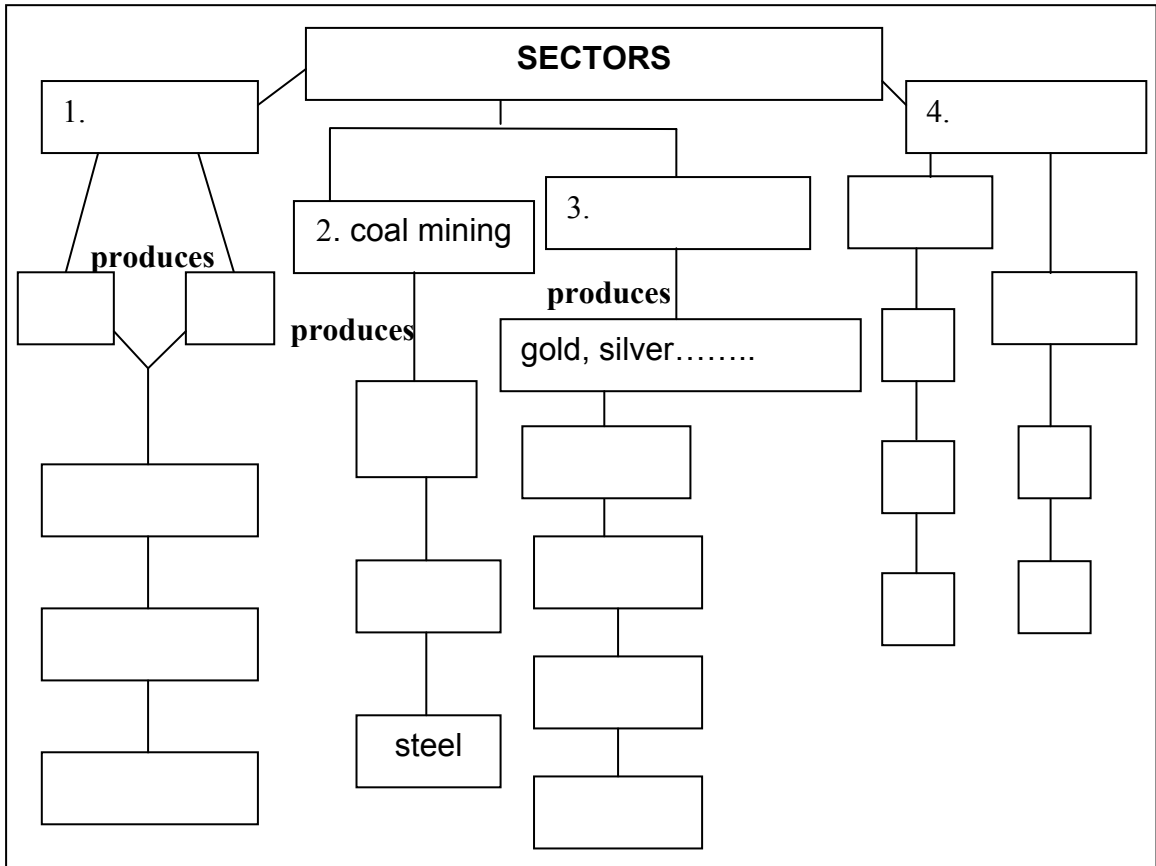 SECTORS
1.
4.
2. coal mining
3.
produces
produces
produces
gold, silver……..
steel